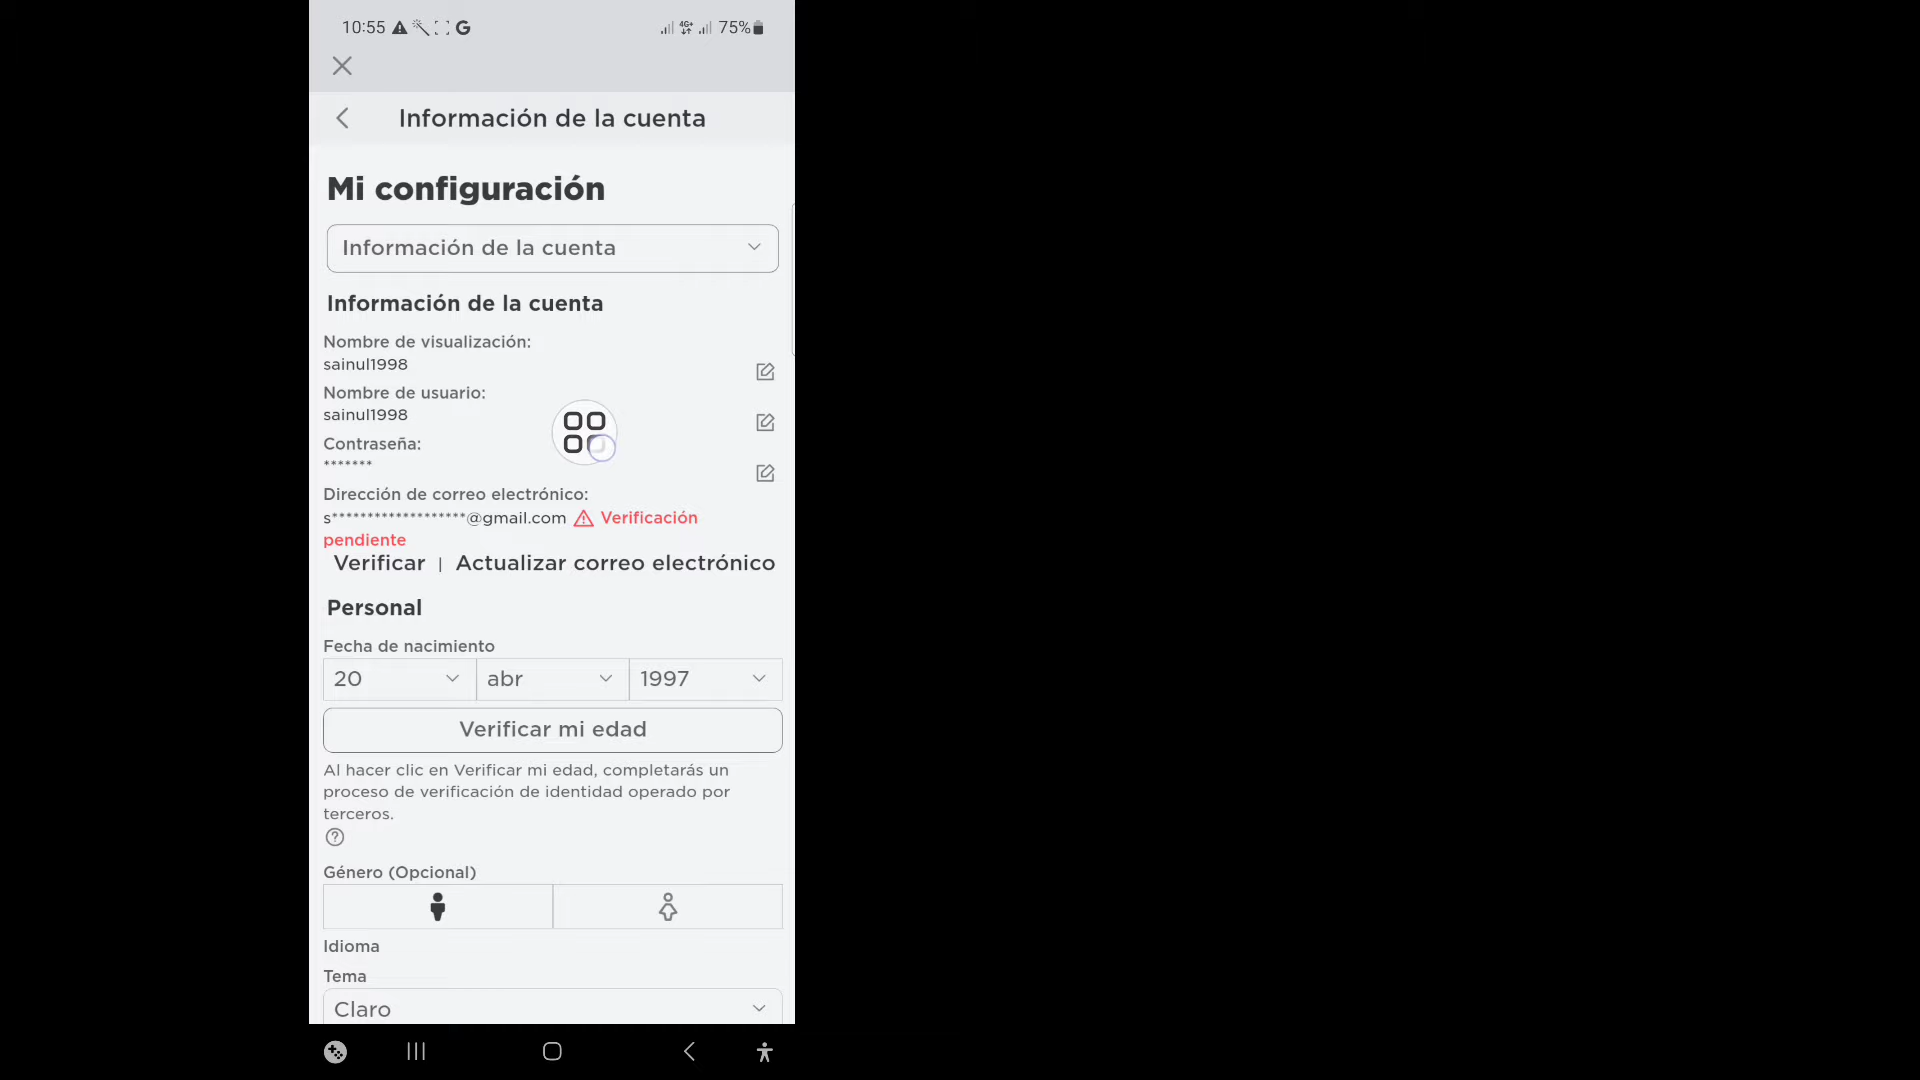 10:55 G 4G+ 75%
Información de la cuenta
Mi configuración
Información de la cuenta
Información de la cuenta
Nombre de visualización:
sainul1998
Nombre de usuario:
sainul1998
Contraseña:
*******
Dirección de correo electrónico:
s*******************@gmail.com Verificación
pendiente
Verificar | Actualizar correo electrónico
Personal
Fecha de nacimiento
20 abr 1997
Verificar mi edad
Al hacer clic en Verificar mi edad, completarás un
proceso de verificación de identidad operado por
terceros.
Género (Opcional)
Idioma
Tema
Claro